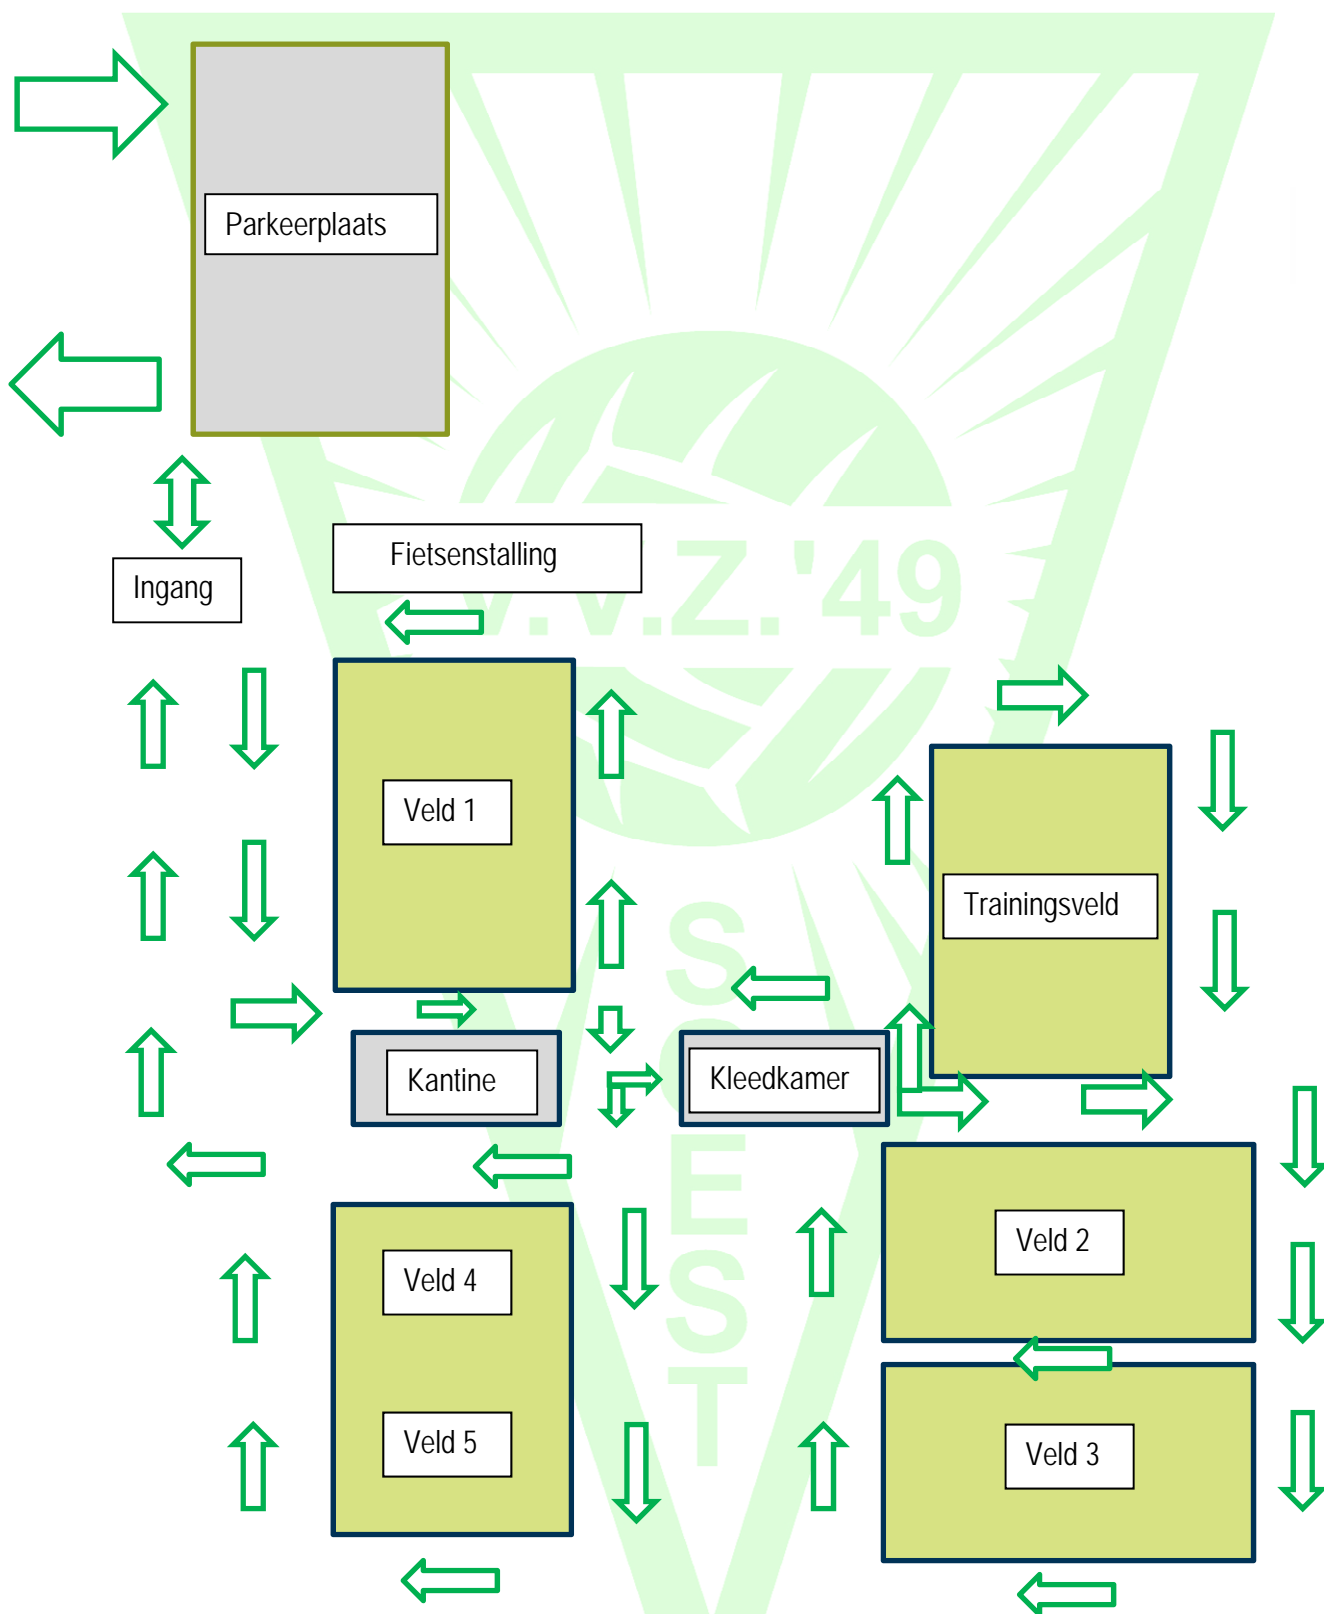 Parkeerplaats
Fietsenstalling
Ingang
V.V.Z. '49
Veld 1
Trainingsveld
Kantine
Kleedkamer
SOEST
Veld 2
Veld 4
Veld 5
Veld 3